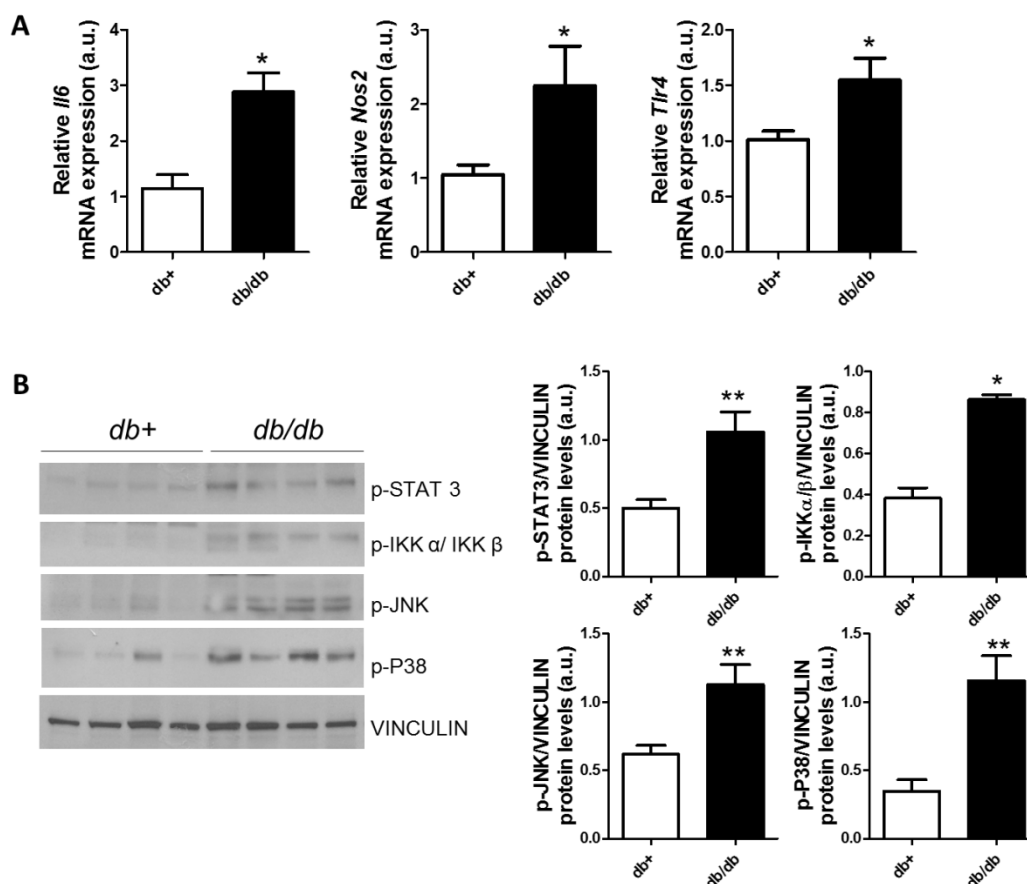 A
Relative Il6
mRNA expression (a.u.)
4
3
2
1
0
*
db+
db/db
Relative Nos2
mRNA expression (a.u.)
3
2
1
0
*
db+
db/db
Relative Tlr4
mRNA expression (a.u.)
2.0
1.5
1.0
0.5
0.0
*
db+
db/db
B
db+
db/db
p-STAT 3
p-IKK α/ IKK β
p-JNK
p-P38
VINCULIN
p-STAT3/VINCULIN
protein levels (a.u.)
1.5
1.0
0.5
0.0
**
db+
db/db
p-IKKα/β/VINCULIN
protein levels (a.u.)
1.0
0.8
0.6
0.4
0.2
0.0
*
db+
db/db
p-JNK/VINCULIN
protein levels (a.u.)
1.5
1.0
0.5
0.0
**
db+
db/db
p-P38/VINCULIN
protein levels (a.u.)
1.5
1.0
0.5
0.0
**
db+
db/db